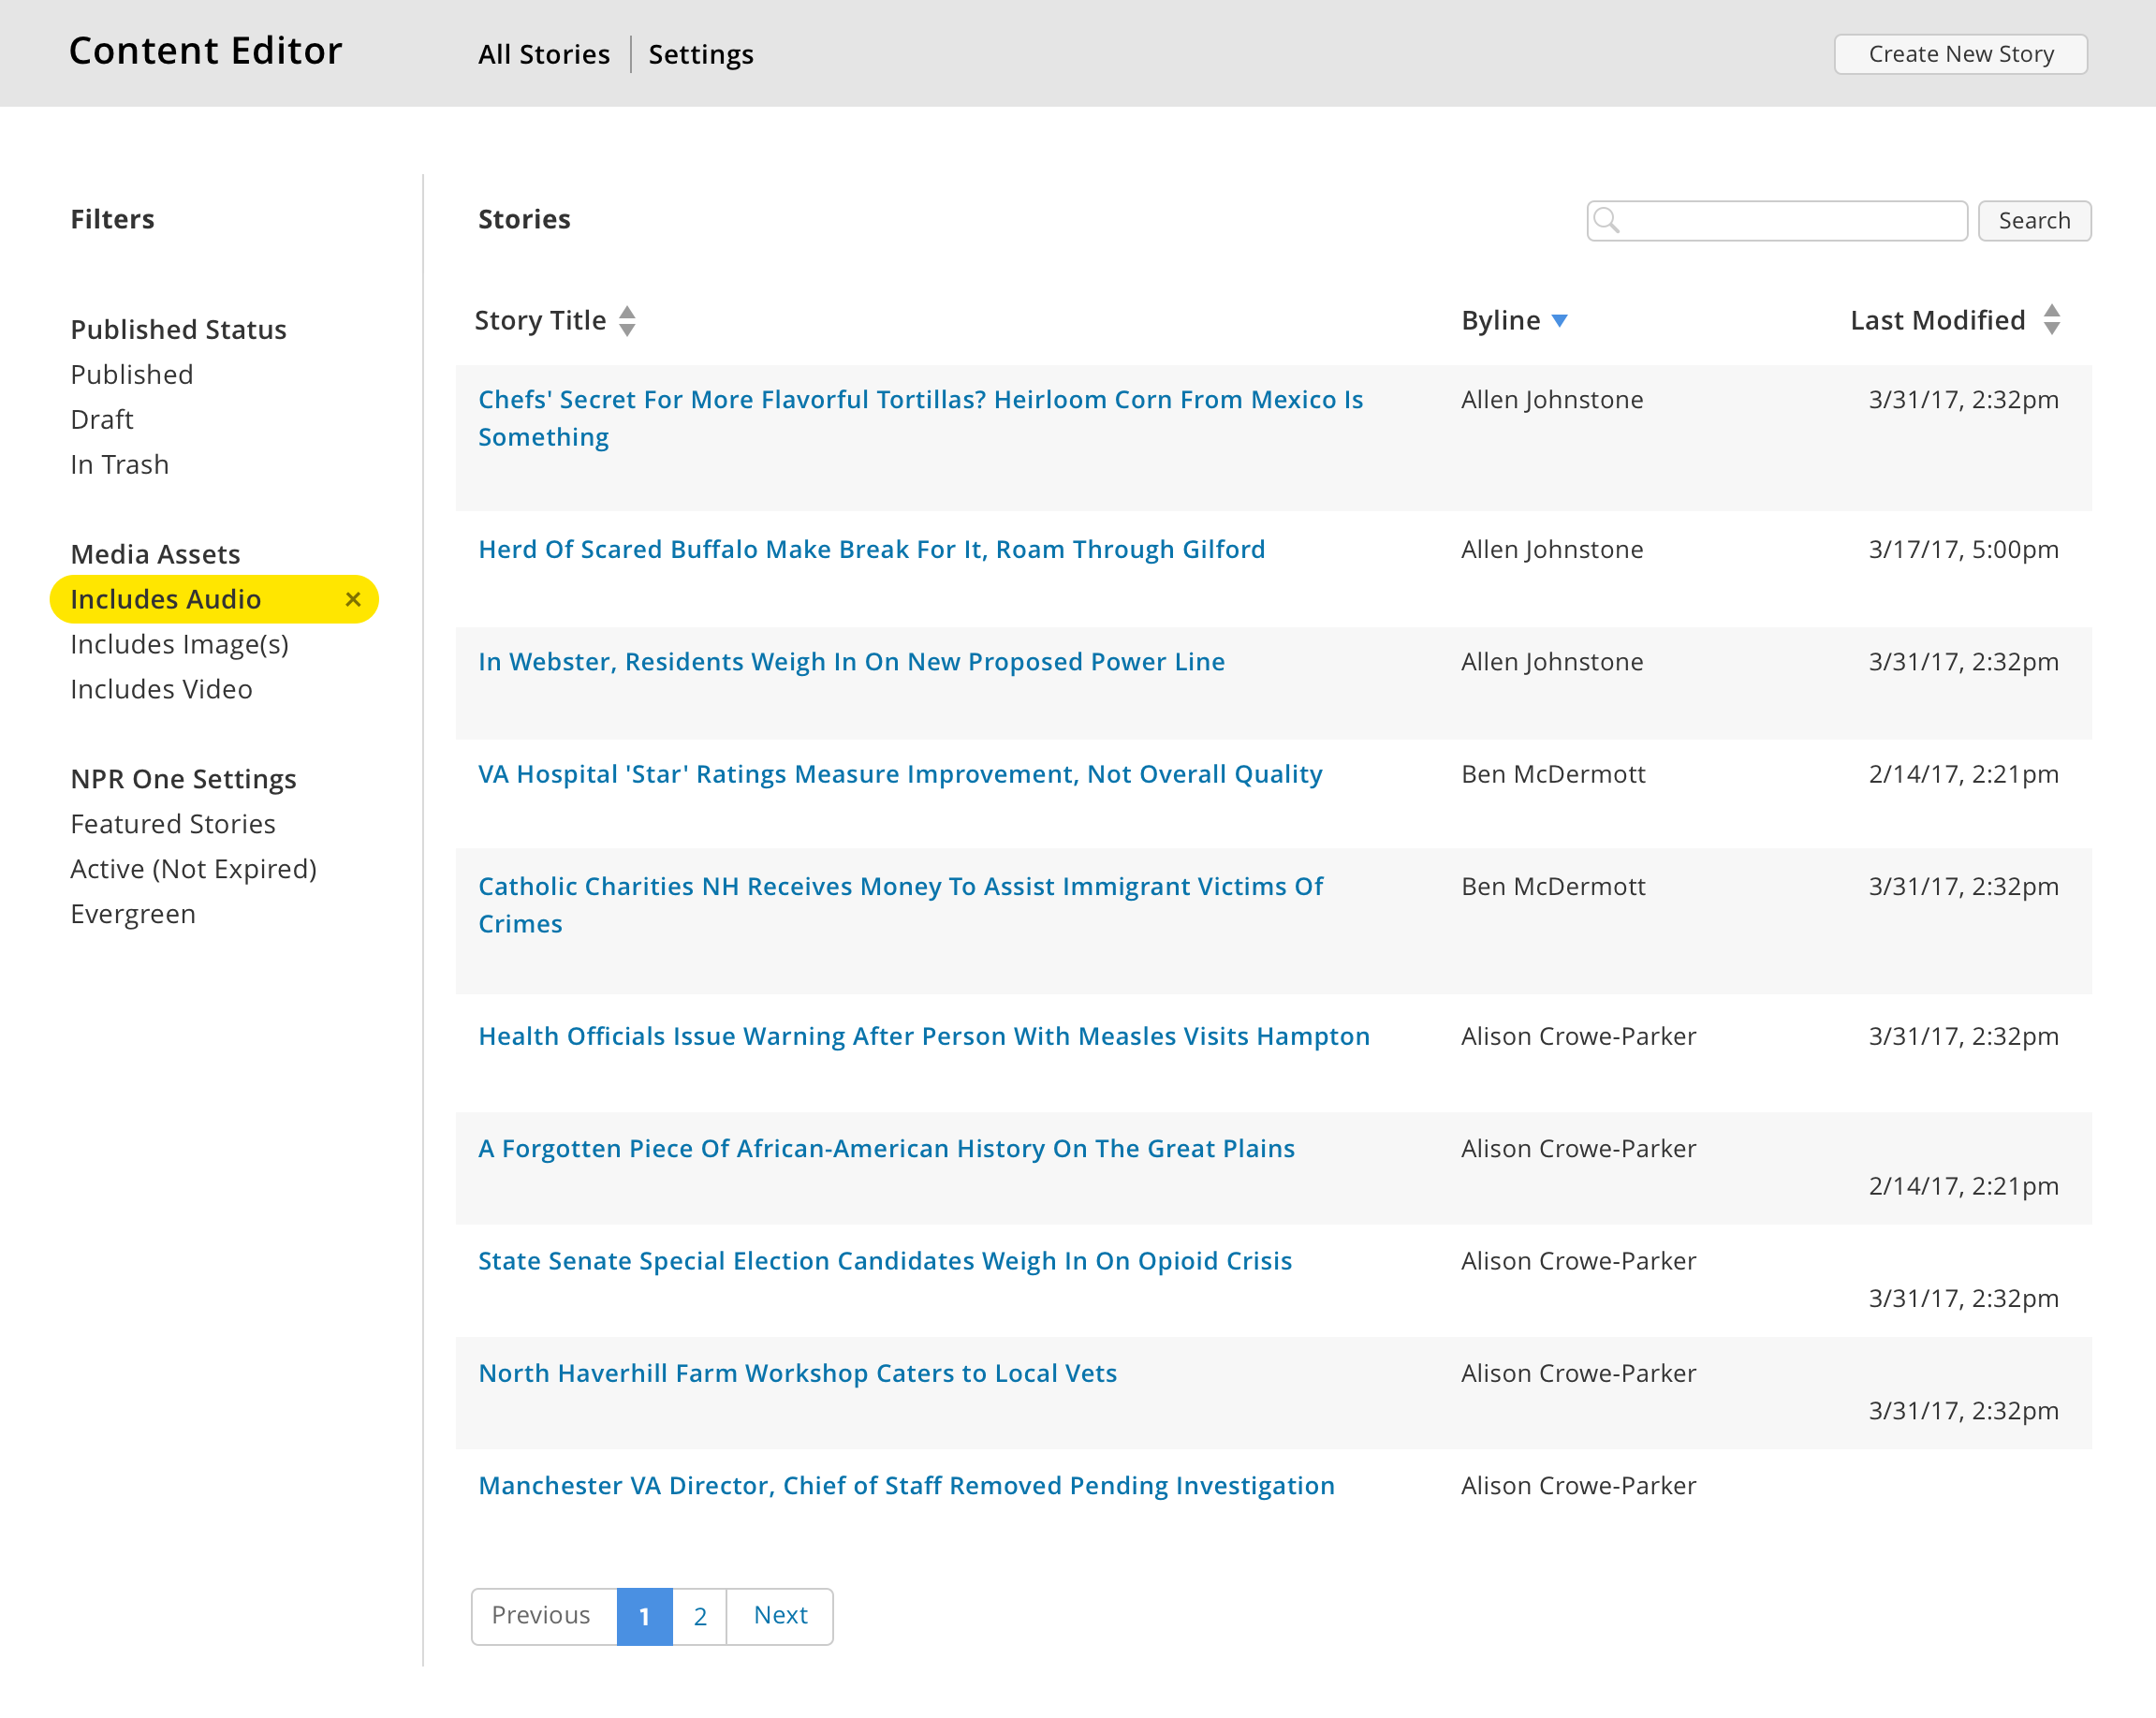 Content Editor
All Stories
Settings
Create New Story
Filters
Published Status
Published
Draft
In Trash
Media Assets
Includes Audio ×
Includes Image(s)
Includes Video
NPR One Settings
Featured Stories
Active (Not Expired)
Evergreen
Stories
Search
Story Title
Byline
Last Modified
Chefs' Secret For More Flavorful Tortillas? Heirloom Corn From Mexico Is
Something
Allen Johnstone
3/31/17, 2:32pm
Herd Of Scared Buffalo Make Break For It, Roam Through Gilford
Allen Johnstone
3/17/17, 5:00pm
In Webster, Residents Weigh In On New Proposed Power Line
Allen Johnstone
3/31/17, 2:32pm
VA Hospital 'Star' Ratings Measure Improvement, Not Overall Quality
Ben McDermott
2/14/17, 2:21pm
Catholic Charities NH Receives Money To Assist Immigrant Victims Of
Crimes
Ben McDermott
3/31/17, 2:32pm
Health Officials Issue Warning After Person With Measles Visits Hampton
Alison Crowe-Parker
3/31/17, 2:32pm
A Forgotten Piece Of African-American History On The Great Plains
Alison Crowe-Parker
2/14/17, 2:21pm
State Senate Special Election Candidates Weigh In On Opioid Crisis
Alison Crowe-Parker
3/31/17, 2:32pm
North Haverhill Farm Workshop Caters to Local Vets
Alison Crowe-Parker
3/31/17, 2:32pm
Manchester VA Director, Chief of Staff Removed Pending Investigation
Alison Crowe-Parker
Previous
1
2
Next